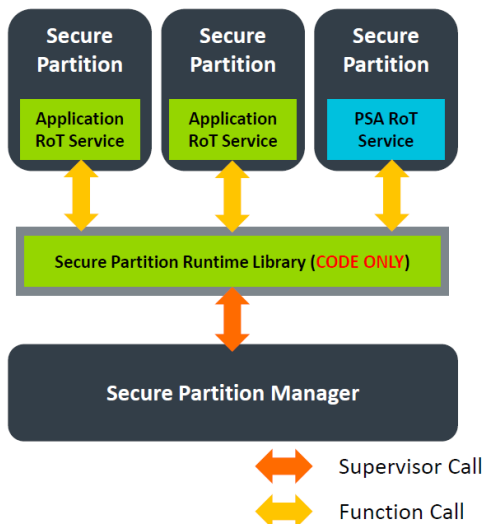 Secure
Partition
Application
RoT Service
Secure
Partition
Application
RoT Service
Secure
Partition
PSA RoT
Service
Secure Partition Runtime Library (CODE ONLY)
Secure Partition Manager
Supervisor Call
Function Call